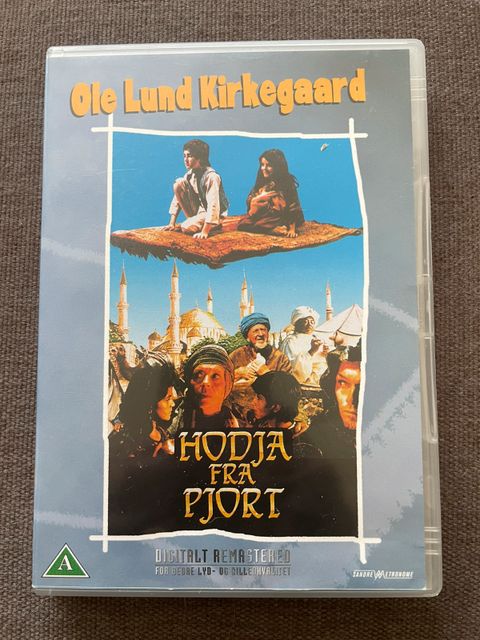 Ole Lund Kirkegaard
HODJA
FRA
PJORT
DIGITALT REMASTERED
FOR BEDRE LYD- OG BILLEDKVALITET
A
SANDREW METRONOME